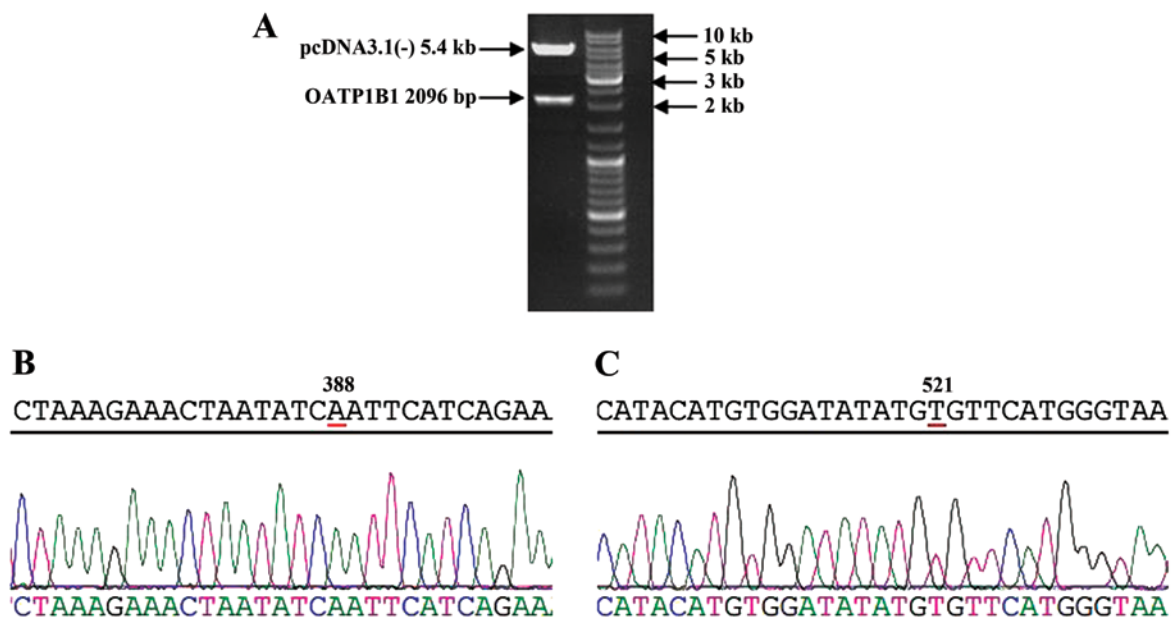 A
pcDNA3.1(-) 5.4 kb
OATP1B1 2096 bp
10 kb
5 kb
3 kb
2 kb
B
388
CTAAAGAAACTAATATCAATTCATCAGAA
CTAAAGAAACTAATATCAATTCATCAGAA
C
521
CATACATGTGGATATATGTGTTCATGGGTAA
CATACATGTGGATATATGTGTTCATGGGTAA